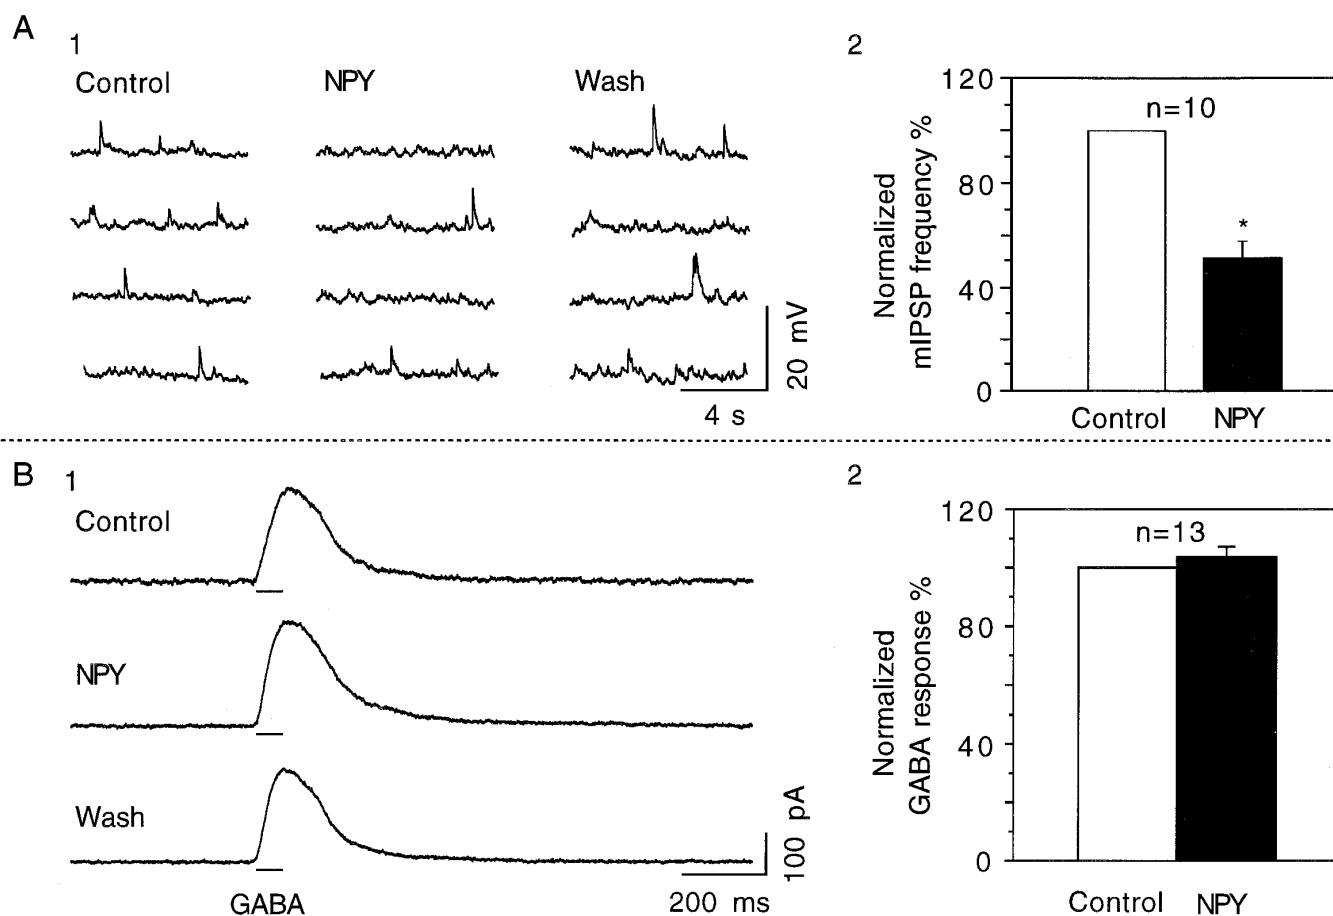 A
1
Control
NPY
Wash
20 mV
4 s
2
120
80
40
0
Normalized
mIPSP frequency %
n=10
*
Control
NPY
B
1
Control
NPY
Wash
GABA
100 pA
200 ms
2
120
80
40
0
Normalized
GABA response %
n=13
Control
NPY